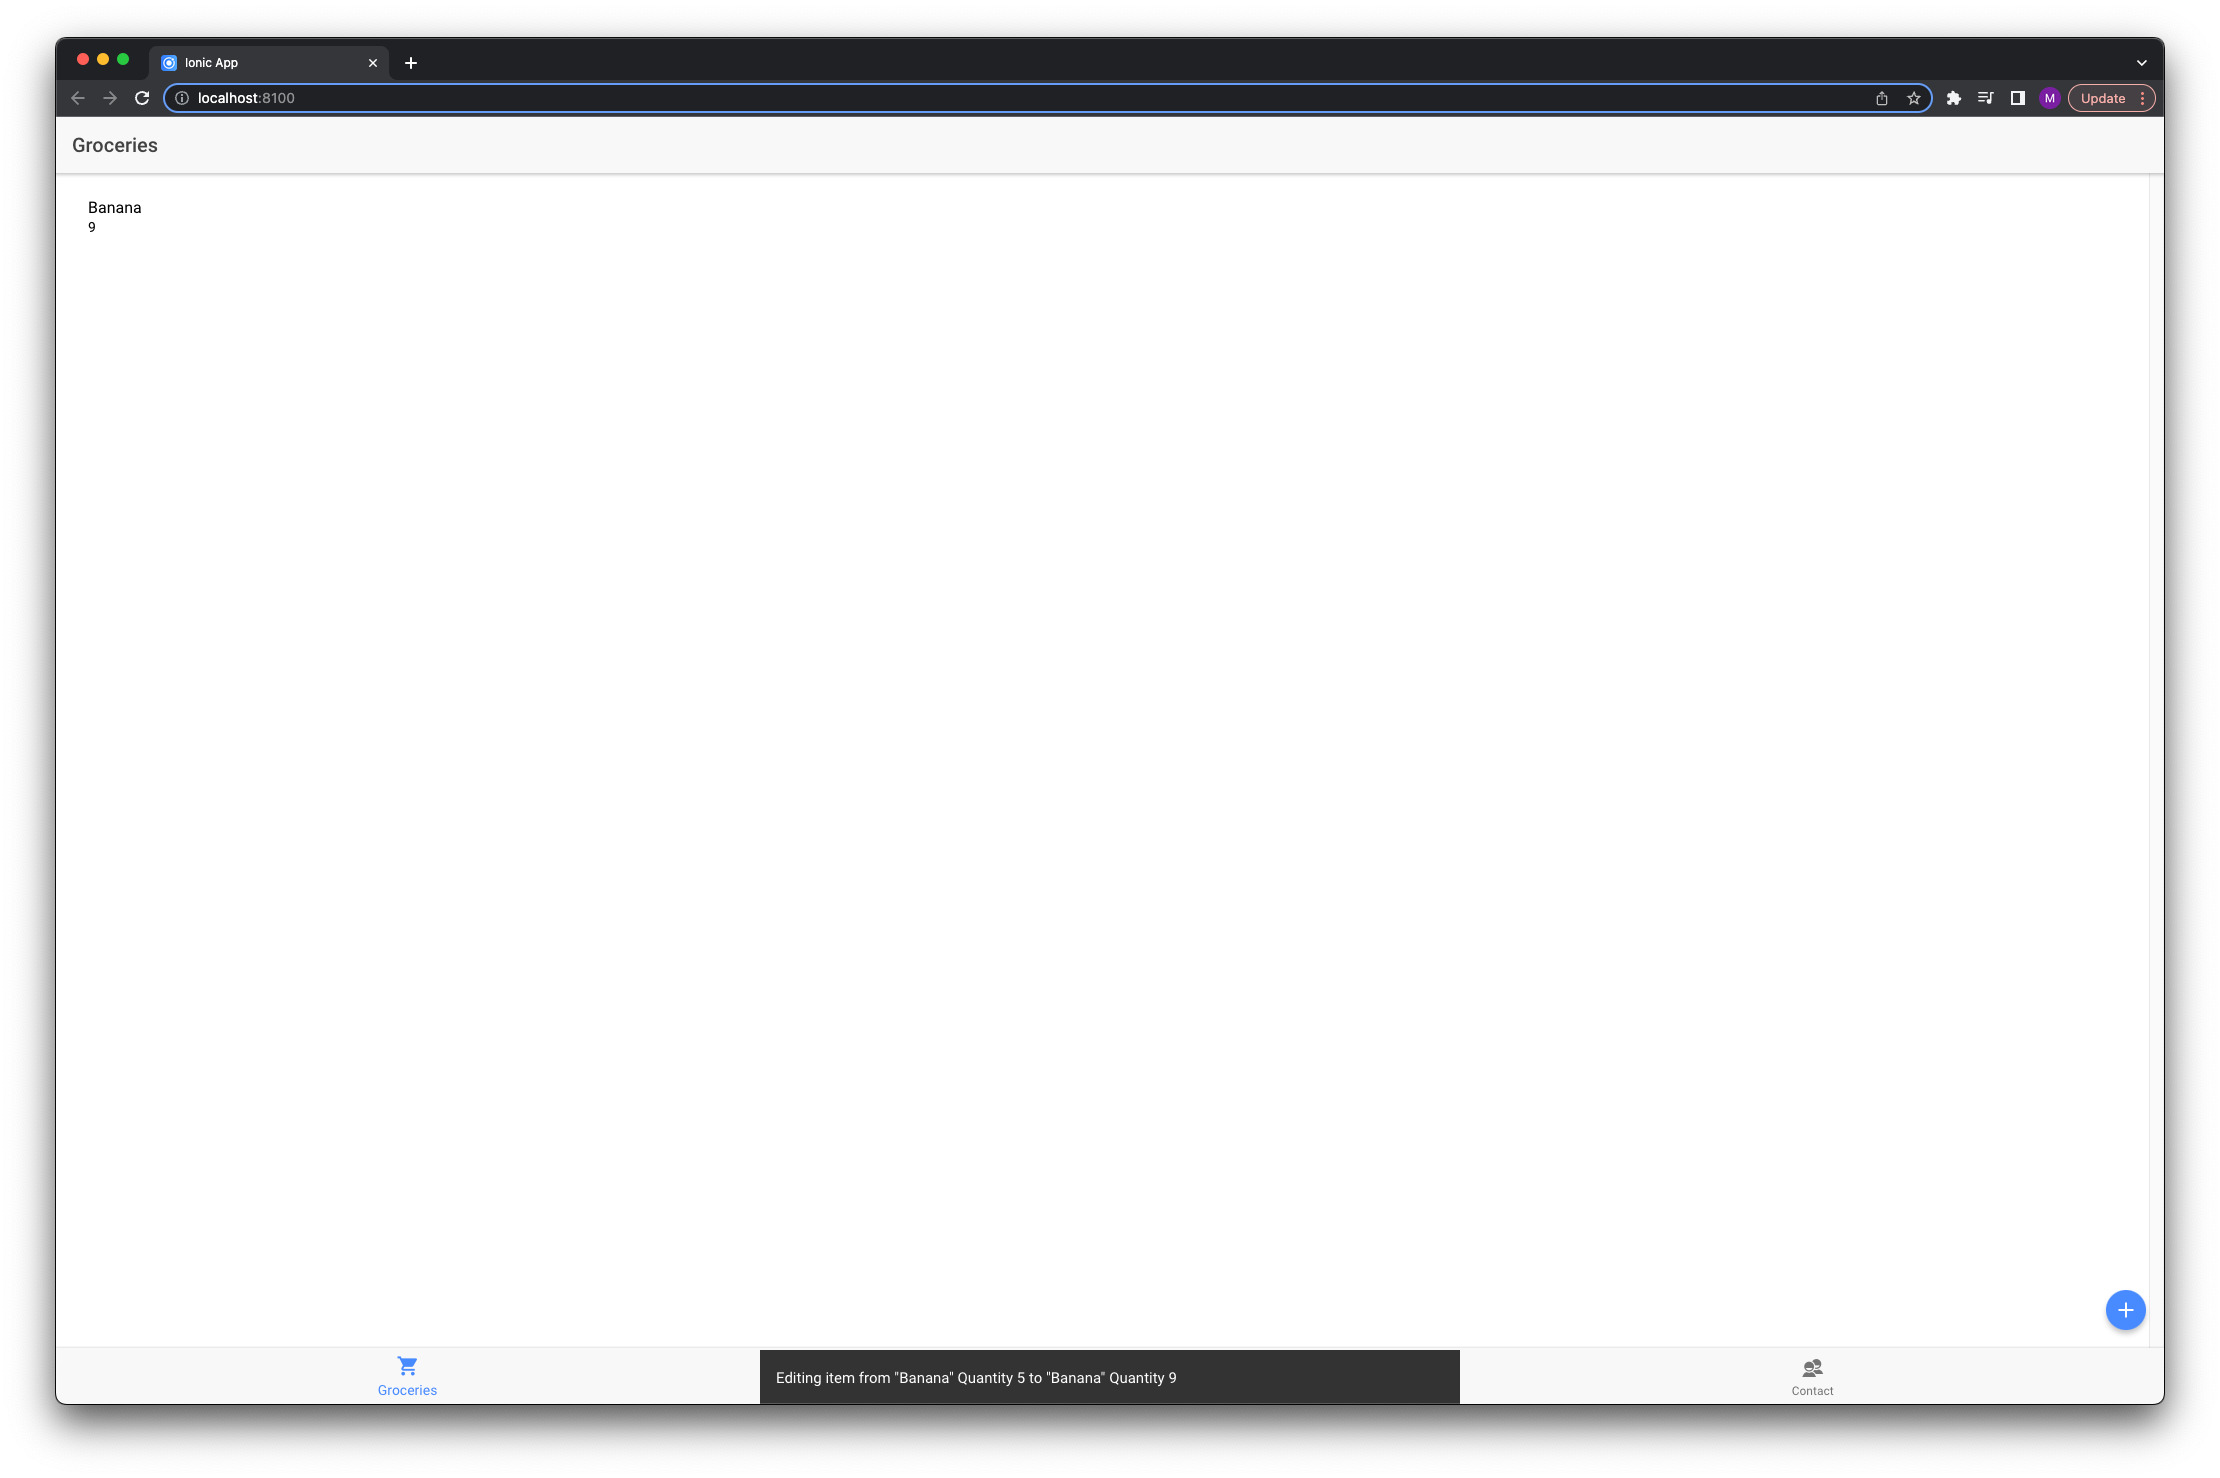 Ionic App
localhost:8100
M
Update
Groceries
Banana
9
Groceries
Editing item from "Banana" Quantity 5 to "Banana" Quantity 9
Contact